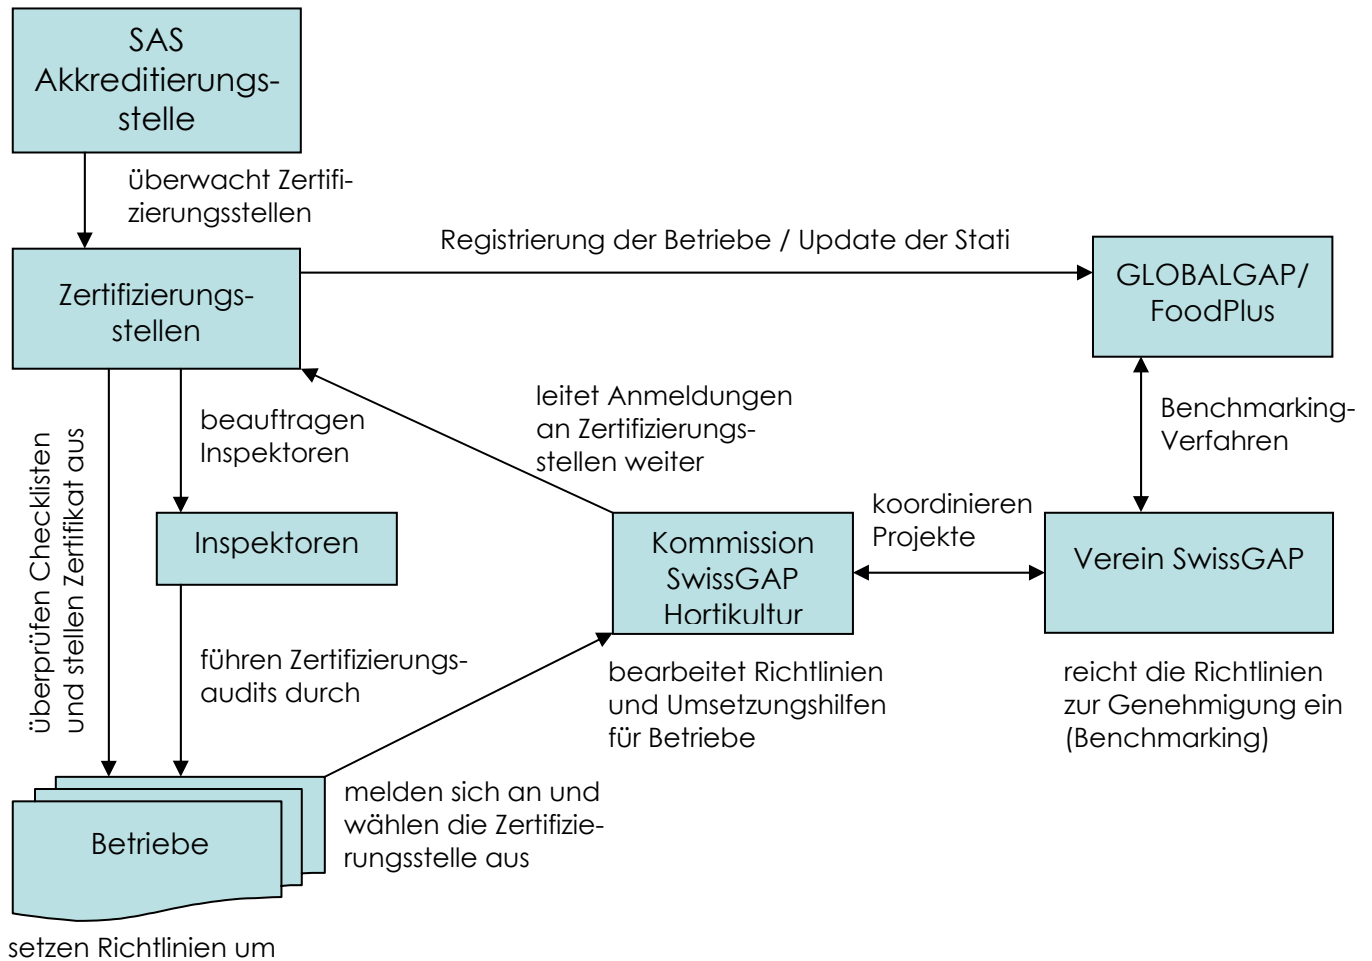 SAS
Akkreditierungs-
stelle
überwacht Zertifi-
zierungsstellen
Registrierung der Betriebe / Update der Stati
Zertifizierungs-
stellen
GLOBALGAP/
FoodPlus
leitet Anmeldungen
an Zertifizierungs-
stellen weiter
beauftragen
Inspektoren
Benchmarking-
Verfahren
überprüfen Checklisten
und stellen Zertifikat aus
Inspektoren
koordinieren
Projekte
Kommission
SwissGAP
Hortikultur
Verein SwissGAP
führen Zertifizierungs-
audits durch
bearbeitet Richtlinien
und Umsetzungshilfen
für Betriebe
reicht die Richtlinien
zur Genehmigung ein
(Benchmarking)
melden sich an und
wählen die Zertifizie-
rungsstelle aus
Betriebe
setzen Richtlinien um